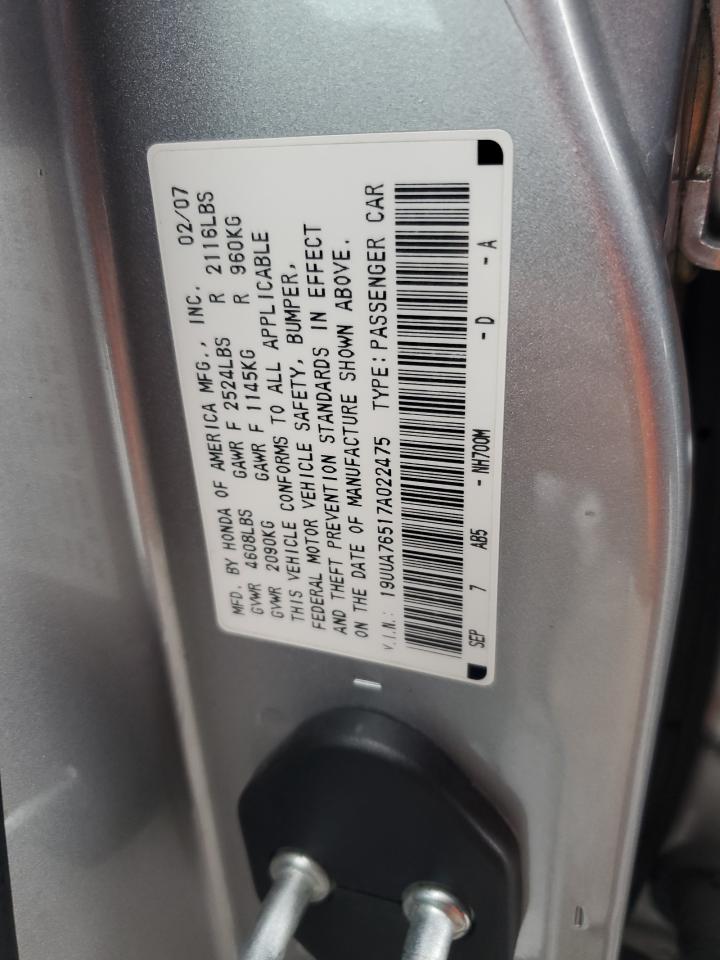 MFD. BY HONDA OF AMERICA MFG., INC. 02/07
GVWR 4608LBS GAWR F 2524LBS R 2116LBS
GVWR 2090KG GAWR F 1145KG R 960KG
THIS VEHICLE CONFORMS TO ALL APPLICABLE
FEDERAL MOTOR VEHICLE SAFETY, BUMPER,
AND THEFT PREVENTION STANDARDS IN EFFECT
ON THE DATE OF MANUFACTURE SHOWN ABOVE.
V.I.N.: 19UUA76517A022475 TYPE: PASSENGER CAR
SEP 7 AB5 - NH700M - D - A